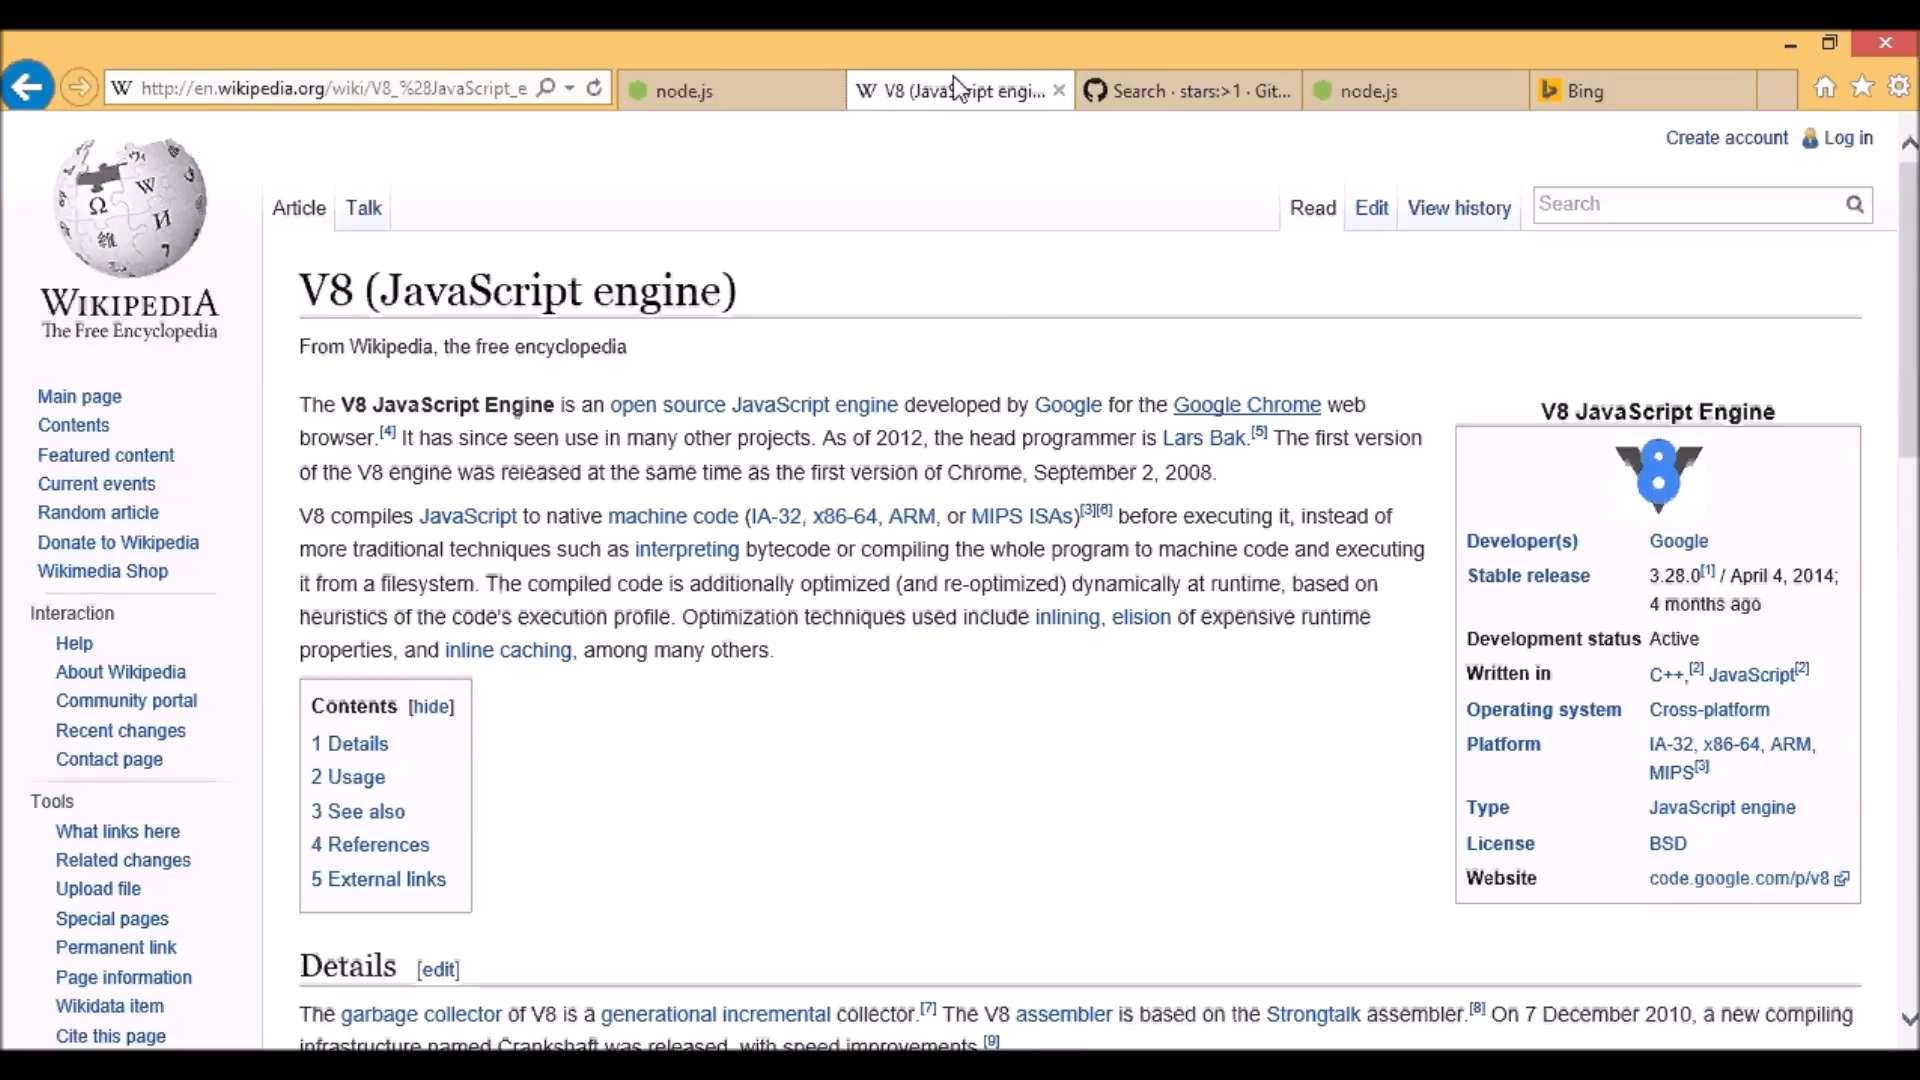 http://en.wikipedia.org/wiki/V8_%28JavaScript_e
node.js
V8 (JavaScript engi...
Search · stars:>1 · Git...
node.js
Bing
Create account
Log in
WIKIPEDIA
The Free Encyclopedia
Article
Talk
Read
Edit
View history
Search
V8 (JavaScript engine)
From Wikipedia, the free encyclopedia
The V8 JavaScript Engine is an open source JavaScript engine developed by Google for the Google Chrome web
browser.[4] It has since seen use in many other projects. As of 2012, the head programmer is Lars Bak.[5] The first version
of the V8 engine was released at the same time as the first version of Chrome, September 2, 2008.
V8 compiles JavaScript to native machine code (IA-32, x86-64, ARM, or MIPS ISAs)[3][6] before executing it, instead of
more traditional techniques such as interpreting bytecode or compiling the whole program to machine code and executing
it from a filesystem. The compiled code is additionally optimized (and re-optimized) dynamically at runtime, based on
heuristics of the code's execution profile. Optimization techniques used include inlining, elision of expensive runtime
properties, and inline caching, among many others.
Contents [hide]
1 Details
2 Usage
3 See also
4 References
5 External links
V8 JavaScript Engine
Developer(s) Google
Stable release 3.28.0[1] / April 4, 2014;
4 months ago
Development status Active
Written in C++,[2] JavaScript[2]
Operating system Cross-platform
Platform IA-32, x86-64, ARM,
MIPS[3]
Type JavaScript engine
License BSD
Website code.google.com/p/v8
Details [edit]
The garbage collector of V8 is a generational incremental collector.[7] The V8 assembler is based on the Strongtalk assembler.[8] On 7 December 2010, a new compiling
infrastructure named Crankshaft was released, with speed improvements.[9]
Main page
Contents
Featured content
Current events
Random article
Donate to Wikipedia
Wikimedia Shop
Interaction
Help
About Wikipedia
Community portal
Recent changes
Contact page
Tools
What links here
Related changes
Upload file
Special pages
Permanent link
Page information
Wikidata item
Cite this page